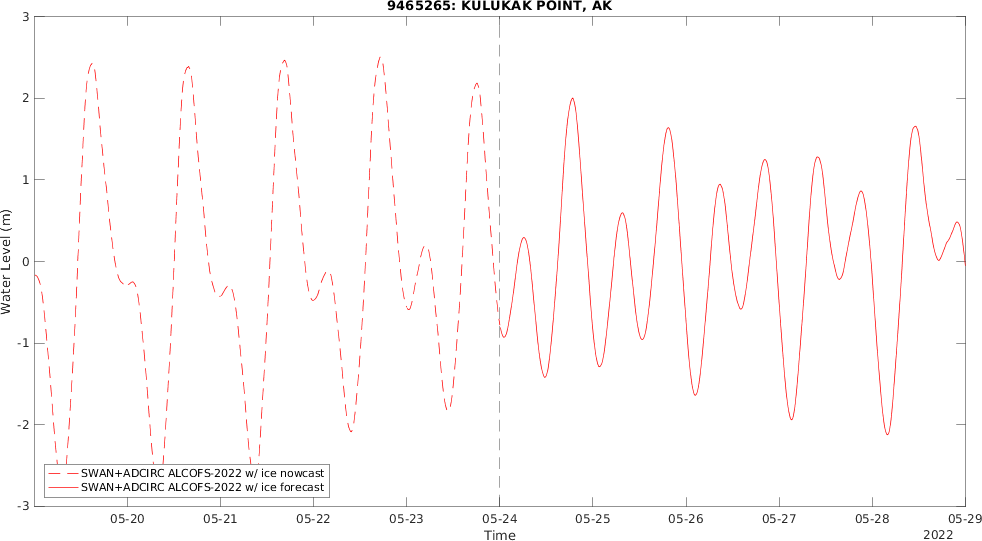 9465265: KULUKAK POINT, AK
3
2
1
0
-1
-2
-3
Water Level (m)
SWAN+ADCIRC ALCOFS-2022 w/ ice nowcast
SWAN+ADCIRC ALCOFS-2022 w/ ice forecast
05-20 05-21 05-22 05-23 05-24 05-25 05-26 05-27 05-28 05-29
Time
2022